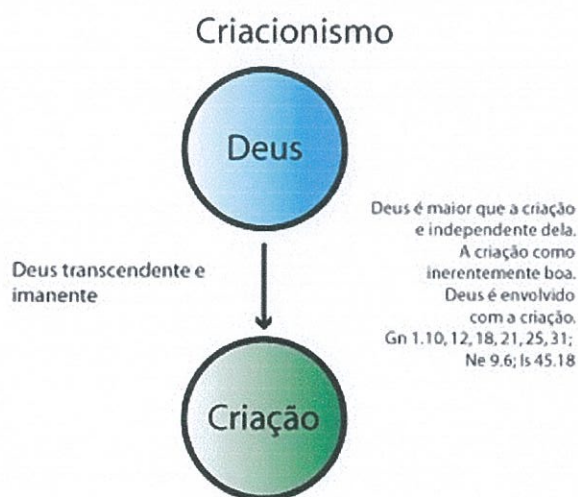 Criacionismo
Deus
Deus transcendente e
imanente
Deus é maior que a criação
e independente dela.
A criação como
inerentemente boa.
Deus é envolvido
com a criação.
Gn 1.10, 12, 18, 21, 25, 31;
Ne 9.6; Is 45.18
Criação